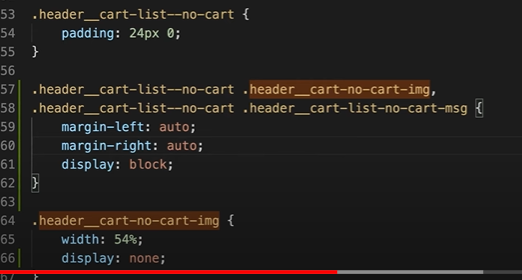 53 .header__cart-list--no-cart {
54 padding: 24px 0;
55 }
56
57 .header__cart-list--no-cart .header__cart-no-cart-img,
58 .header__cart-list--no-cart .header__cart-list-no-cart-msg {
59 margin-left: auto;
60 margin-right: auto;
61 display: block;
62 }
63
64 .header__cart-no-cart-img {
65 width: 54%;
66 display: none;
67 }